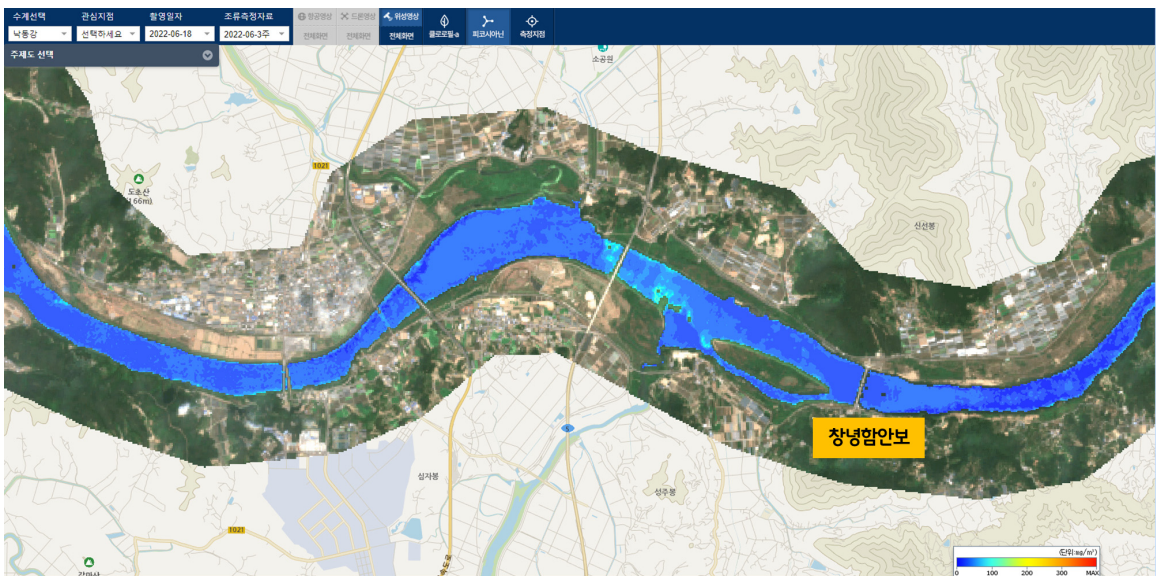 수계선택 관심지점 촬영일자 조류측정자료 항공영상 드론영상 위성영상
낙동강 선택하세요 2022-06-18 2022-06-3주 전체화면 전체화면 전체화면 클로로필-a 피코시아닌 측정지점
주제도 선택
소공원
1021
도초산
신선봉
창녕함안보
5
십자봉
성주봉
1021
(단위:mg/m³)
0 100 200 300 MAX